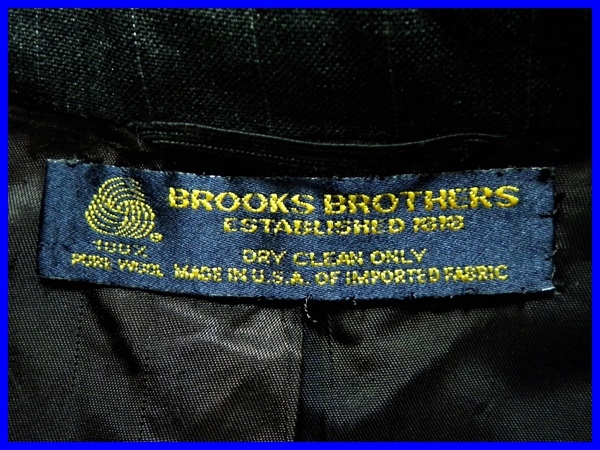 BROOKS BROTHERS
ESTABLISHED 1818
100%
PURE WOOL
DRY CLEAN ONLY
MADE IN U.S.A. OF IMPORTED FABRIC